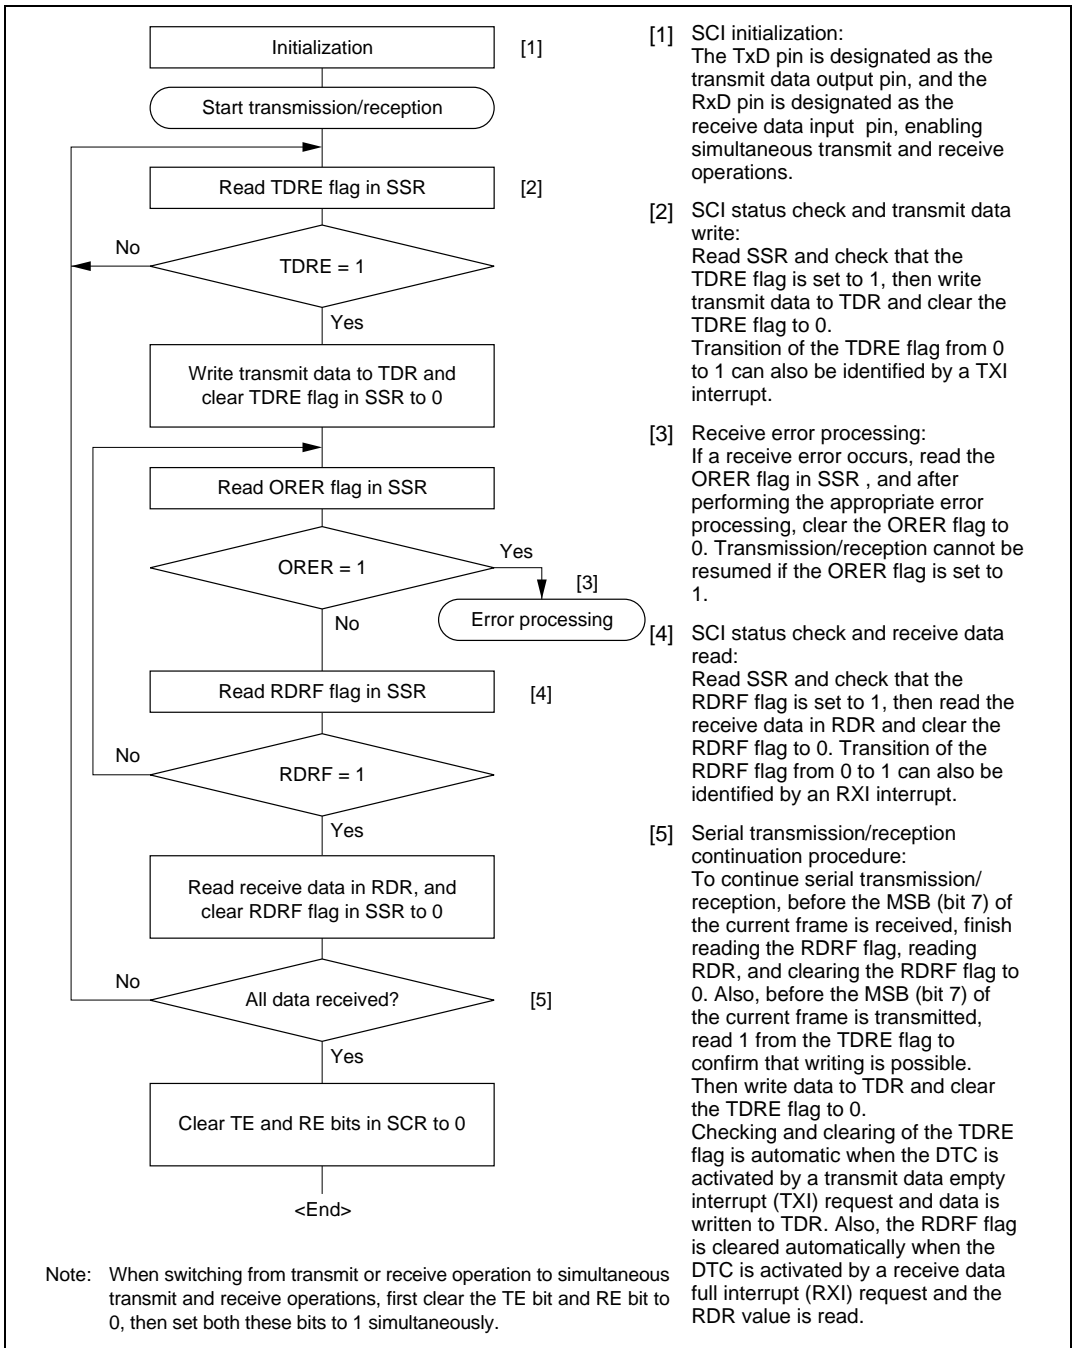 Initialization
[1]
Start transmission/reception
Read TDRE flag in SSR
[2]
No
TDRE = 1
Yes
Write transmit data to TDR and
clear TDRE flag in SSR to 0
Read ORER flag in SSR
ORER = 1
Yes
[3]
Error processing
No
Read RDRF flag in SSR
[4]
No
RDRF = 1
Yes
Read receive data in RDR, and
clear RDRF flag in SSR to 0
No
All data received?
[5]
Yes
Clear TE and RE bits in SCR to 0
<End>
[1] SCI initialization:
The TxD pin is designated as the
transmit data output pin, and the
RxD pin is designated as the
receive data input pin, enabling
simultaneous transmit and receive
operations.
[2] SCI status check and transmit data
write:
Read SSR and check that the
TDRE flag is set to 1, then write
transmit data to TDR and clear the
TDRE flag to 0.
Transition of the TDRE flag from 0
to 1 can also be identified by a TXI
interrupt.
[3] Receive error processing:
If a receive error occurs, read the
ORER flag in SSR , and after
performing the appropriate error
processing, clear the ORER flag to
0. Transmission/reception cannot be
resumed if the ORER flag is set to
1.
[4] SCI status check and receive data
read:
Read SSR and check that the
RDRF flag is set to 1, then read the
receive data in RDR and clear the
RDRF flag to 0. Transition of the
RDRF flag from 0 to 1 can also be
identified by an RXI interrupt.
[5] Serial transmission/reception
continuation procedure:
To continue serial transmission/
reception, before the MSB (bit 7) of
the current frame is received, finish
reading the RDRF flag, reading
RDR, and clearing the RDRF flag to
0. Also, before the MSB (bit 7) of
the current frame is transmitted,
read 1 from the TDRE flag to
confirm that writing is possible.
Then write data to TDR and clear
the TDRE flag to 0.
Checking and clearing of the TDRE
flag is automatic when the DTC is
activated by a transmit data empty
interrupt (TXI) request and data is
written to TDR. Also, the RDRF flag
is cleared automatically when the
DTC is activated by a receive data
full interrupt (RXI) request and the
RDR value is read.
Note: When switching from transmit or receive operation to simultaneous
transmit and receive operations, first clear the TE bit and RE bit to
0, then set both these bits to 1 simultaneously.